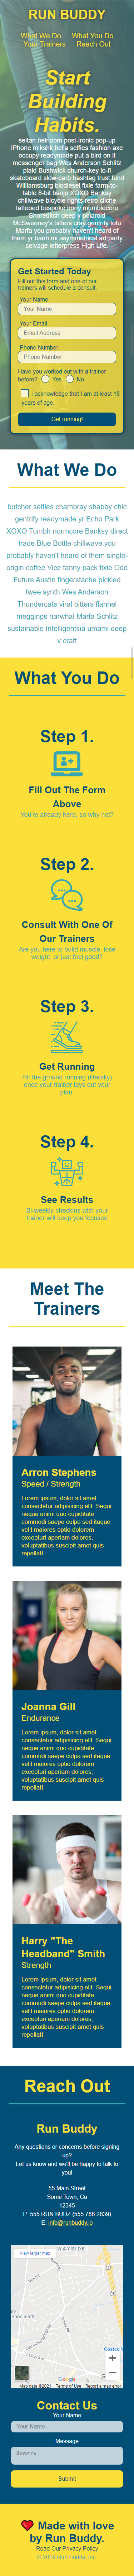 RUN BUDDY
What We Do What You Do
Your Trainers Reach Out
Start
Building
Habits.
seitan heirloom post-ironic pop-up
iPhone mlkshk hella selfies fashion axe
occupy readymade put a bird on it
messenger bag Wes Anderson Schlitz
plaid Bushwick church-key lo-fi
skateboard slow-carb hashtag trust fund
Williamsburg biodiesel fixie farm-to-
table 8-bit banjo XOXO Banksy
chillwave bicycle rights retro cliche
tattooed bespoke irony mumblecore
Shoreditch deep v polaroid
McSweeney's bitters cray gentrify tofu
Marfa you probably haven't heard of
them yr banh mi asymmetrical art party
selvage letterpress High Life.
Get Started Today
Fill out this form and one of our
trainers will schedule a consult
Your Name
Your Name
Your Email
Email Address
Phone Number
Phone Number
Have you worked out with a trainer
before? Yes No
I acknowledge that I am at least 18
years of age.
Get running!
What We Do
butcher selfies chambray shabby chic
gentrify readymade yr Echo Park
XOXO Tumblr normcore Banksy direct
trade Blue Bottle chillwave you
probably haven't heard of them single-
origin coffee Vice fanny pack fixie Odd
Future Austin fingerstache pickled
twee synth Wes Anderson
Thundercats viral bitters flannel
meggings narwhal Marfa Schlitz
sustainable Intelligentsia umami deep
v craft
What You Do
Step 1.
Fill Out The Form
Above
You're already here, so why not?
Step 2.
Consult With One Of
Our Trainers
Are you here to build muscle, lose
weight, or just feel good?
Step 3.
Get Running
Hit the ground running (literally)
once your trainer lays out your
plan.
Step 4.
See Results
Bi-weekly checkins with your
trainer will keep you focused
Meet The
Trainers
Arron Stephens
Speed / Strength
Lorem ipsum, dolor sit amet
consectetur adipisicing elit. Sequi
neque animi quo cupiditate
commodi saepe culpa sed itaque
velit maiores optio dolorem
excepturi aperiam dolores,
voluptatibus suscipit amet quis
repellat!
Joanna Gill
Endurance
Lorem ipsum, dolor sit amet
consectetur adipisicing elit. Sequi
neque animi quo cupiditate
commodi saepe culpa sed itaque
velit maiores optio dolorem
excepturi aperiam dolores,
voluptatibus suscipit amet quis
repellat!
Harry "The
Headband" Smith
Strength
Lorem ipsum, dolor sit amet
consectetur adipisicing elit. Sequi
neque animi quo cupiditate
commodi saepe culpa sed itaque
velit maiores optio dolorem
excepturi aperiam dolores,
voluptatibus suscipit amet quis
repellat!
Reach Out
Run Buddy
Any questions or concerns before signing
up?
Let us know and we'll be happy to talk to
you!
55 Main Street
Some Town, Ca
12345
P: 555.RUN.BUDZ (555.786.2839)
E: info@runbuddy.io
View larger map
WAYSIDE
Specialists
Costco
Google
Map data ©2021 Terms of Use Report a map error
Contact Us
Your Name
Your Name
Message
Message
Submit
Made with love
by Run Buddy.
Read Our Privacy Policy
© 2019 Run Buddy, Inc.